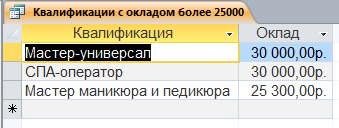 Квалификации с окладом более 25000
Квалификация Оклад
Мастер-универсал 30 000,00р.
СПА-оператор 30 000,00р.
Мастер маникюра и педикюра 25 300,00р.